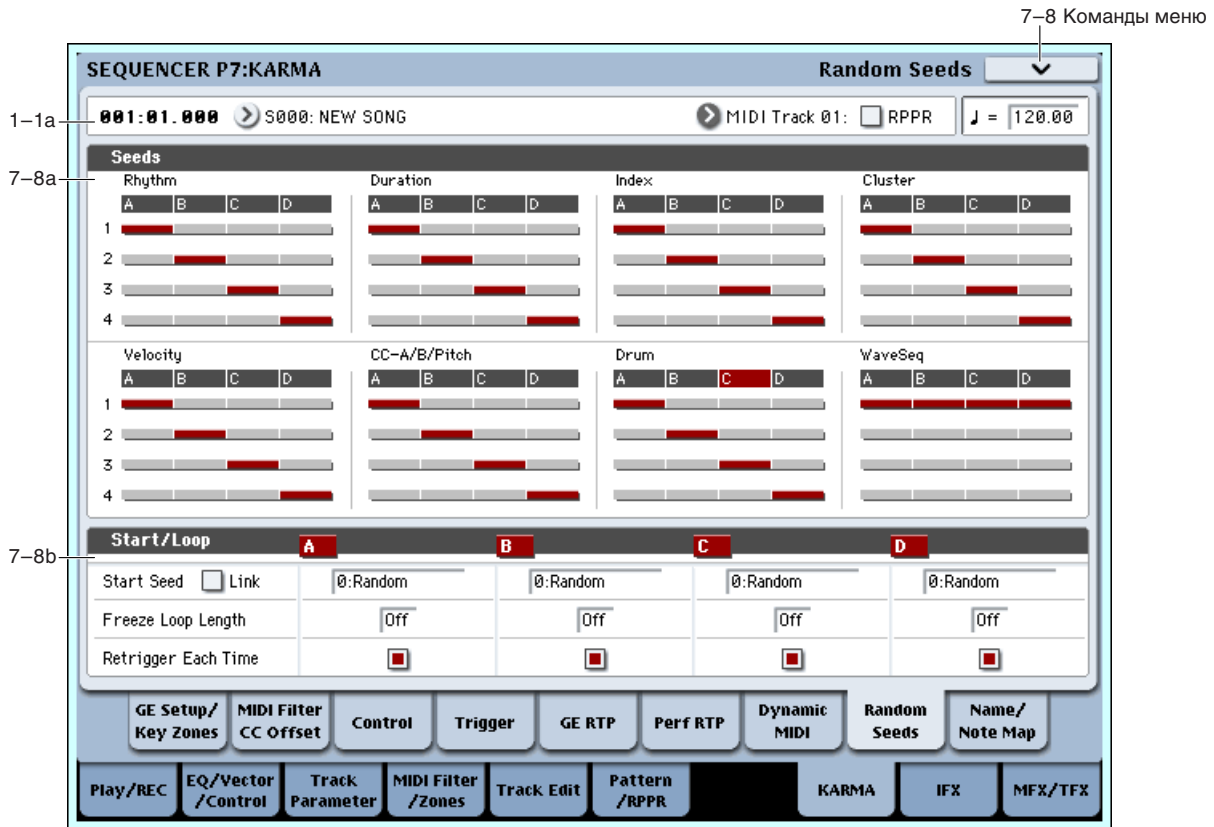 7–8 Команды меню
SEQUENCER P7:KARMA
Random Seeds
1–1a
001:01.000
S000: NEW SONG
MIDI Track 01:
RPPR
♩ = 120.00
7–8a
Seeds
Rhythm Duration Index Cluster
A B C D A B C D A B C D A B C D
1
2
3
4
Velocity CC-A/B/Pitch Drum WaveSeq
A B C D A B C D A B C D A B C D
1
2
3
4
7–8b
Start/Loop A B C D
Start Seed Link 0:Random 0:Random 0:Random 0:Random
Freeze Loop Length Off Off Off Off
Retrigger Each Time
GE Setup/
Key Zones
MIDI Filter
CC Offset
Control
Trigger
GE RTP
Perf RTP
Dynamic
MIDI
Random
Seeds
Name/
Note Map
Play/REC
EQ/Vector
/Control
Track
Parameter
MIDI Filter
/Zones
Track Edit
Pattern
/RPPR
KARMA
IFX
MFX/TFX